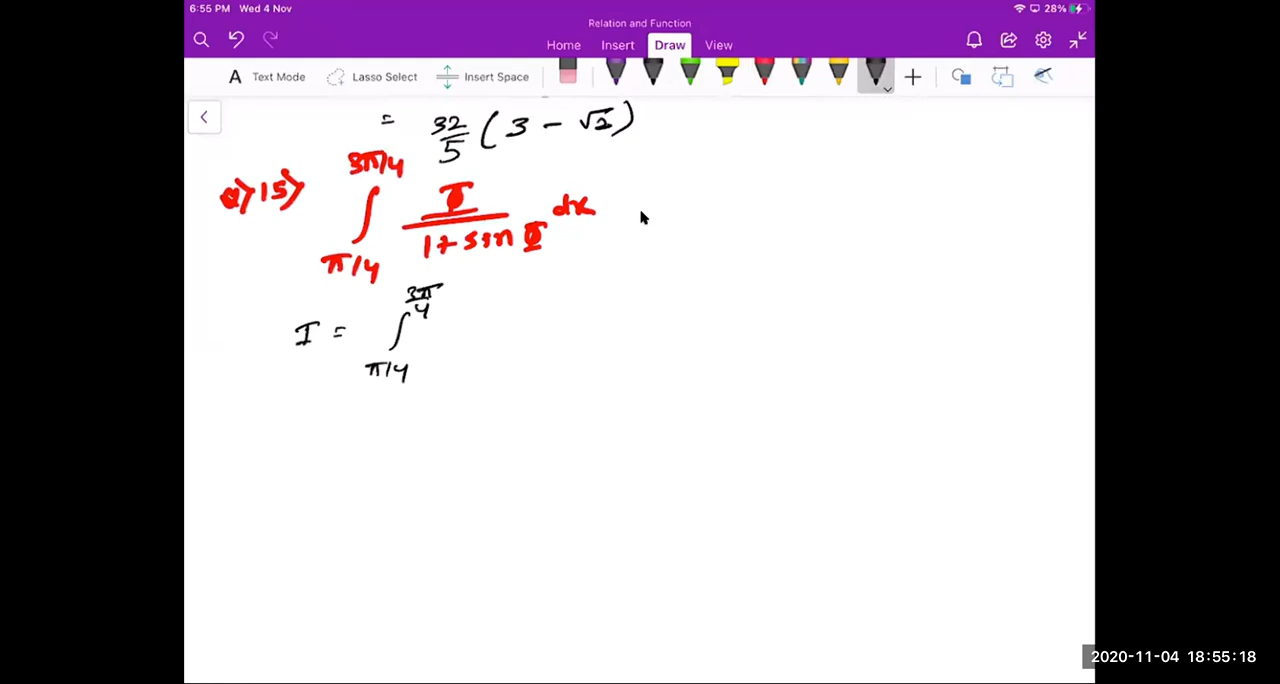 6:55 PM Wed 4 Nov
28%
Relation and Function
Home Insert Draw View
Text Mode Lasso Select Insert Space
= 32/5 (3 - √2)
Q>15> ∫_{π/4}^{3π/4} Φ/(1+sin Φ) dx
I = ∫_{π/4}^{3π/4}
2020-11-04 18:55:18